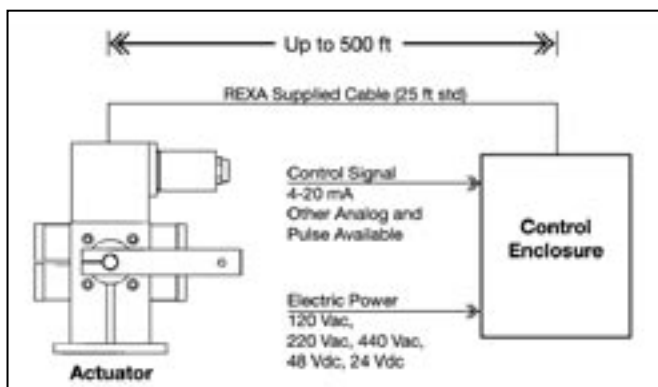 Up to 500 ft
REXA Supplied Cable (25 ft std)
Control Signal
4-20 mA
Other Analog and
Pulse Available
Control
Enclosure
Electric Power
120 Vac,
220 Vac, 440 Vac,
48 Vdc, 24 Vdc
Actuator